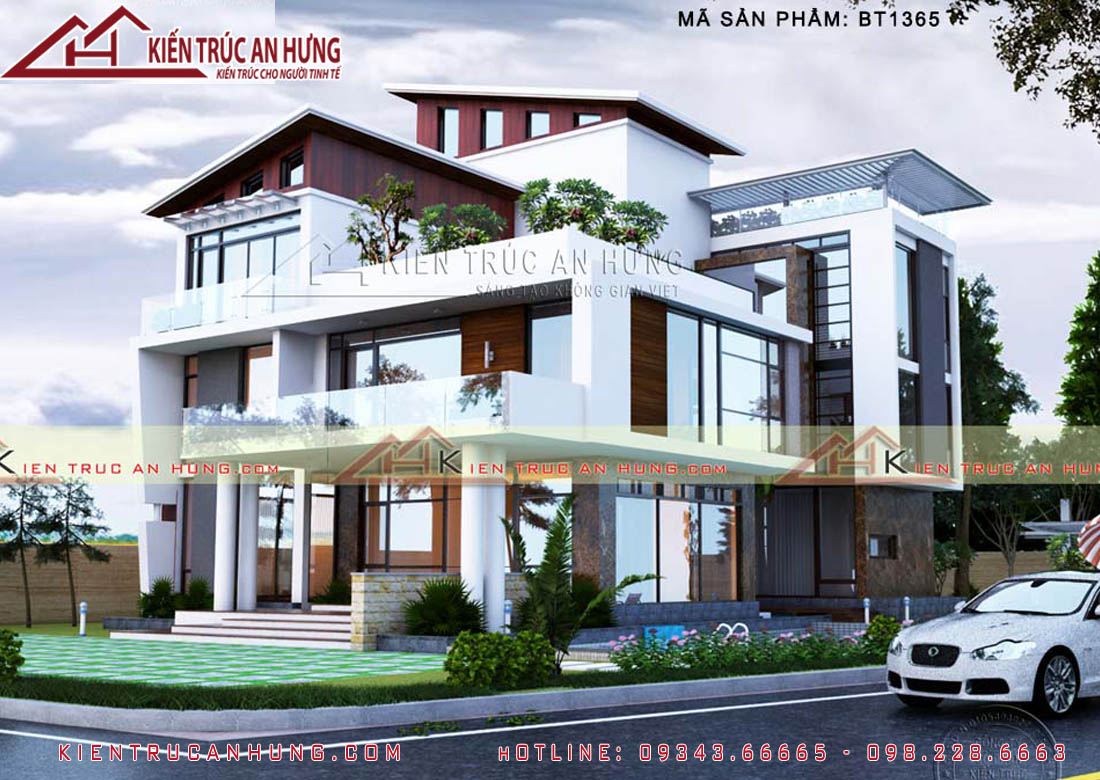 MÃ SẢN PHẨM: BT1365
KIẾN TRÚC AN HƯNG
KIẾN TRÚC CHO NGƯỜI TINH TẾ
KIẾN TRÚC AN HƯNG
SÁNG TẠO KHÔNG GIAN VIỆT
KIEN TRUC AN HUNG.COM
KIEN TRUC AN HUNG.COM
KIEN TRUC AN HUNG.C
KIENTRUCANHUNG.COM
HOTLINE: 09343.66665 - 098.228.6663